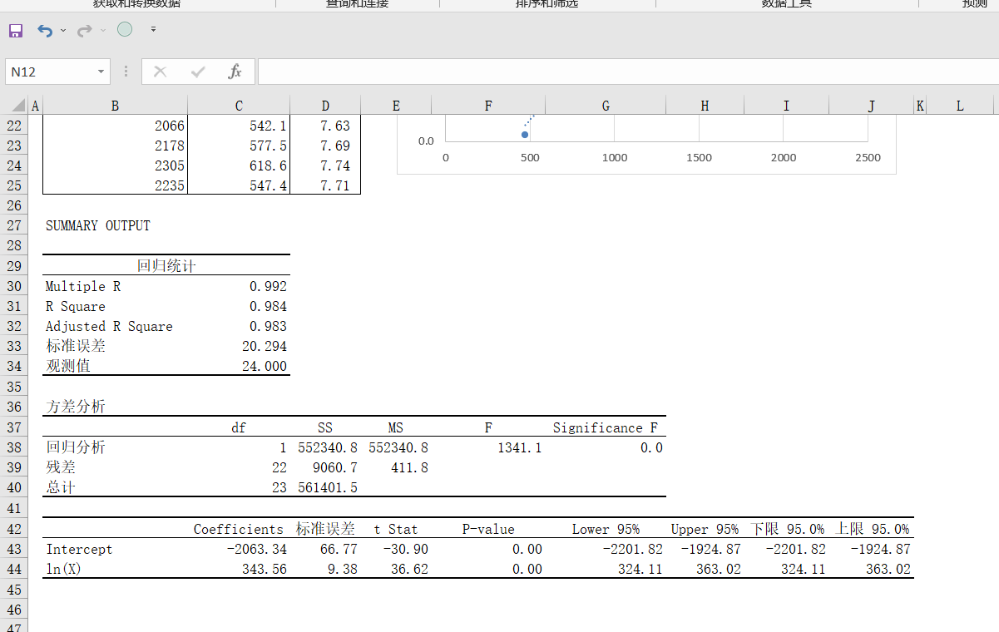 获取和转换数据 查询和连接 排序和筛选 数据工具 预测
N12 fx
A B C D E F G H I J K L
22 2066 542.1 7.63
0.0
23 2178 577.5 7.69
0 500 1000 1500 2000 2500
24 2305 618.6 7.74
25 2235 547.4 7.71
26
27 SUMMARY OUTPUT
28
29 回归统计
30 Multiple R 0.992
31 R Square 0.984
32 Adjusted R Square 0.983
33 标准误差 20.294
34 观测值 24.000
35
36 方差分析
37 df SS MS F Significance F
38 回归分析 1 552340.8 552340.8 1341.1 0.0
39 残差 22 9060.7 411.8
40 总计 23 561401.5
41
42 Coefficients 标准误差 t Stat P-value Lower 95% Upper 95% 下限 95.0% 上限 95.0%
43 Intercept -2063.34 66.77 -30.90 0.00 -2201.82 -1924.87 -2201.82 -1924.87
44 ln(X) 343.56 9.38 36.62 0.00 324.11 363.02 324.11 363.02
45
46
47